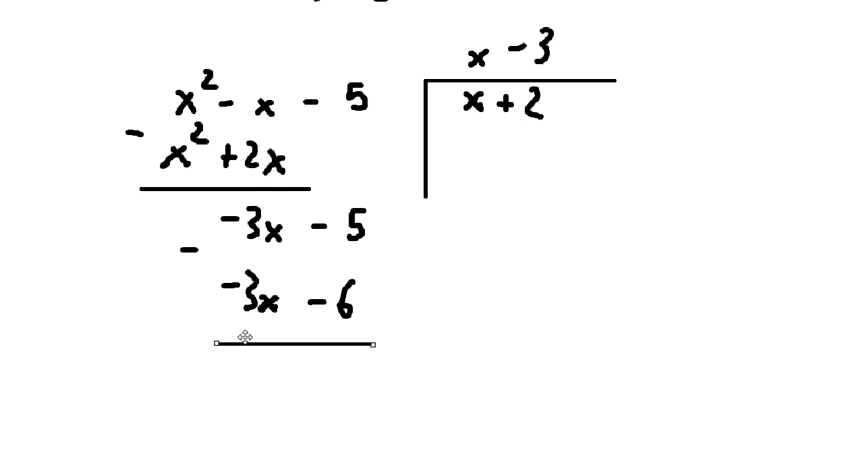 x - 3
x² - x - 5
x + 2
- x² + 2x
-3x - 5
-
-3x - 6